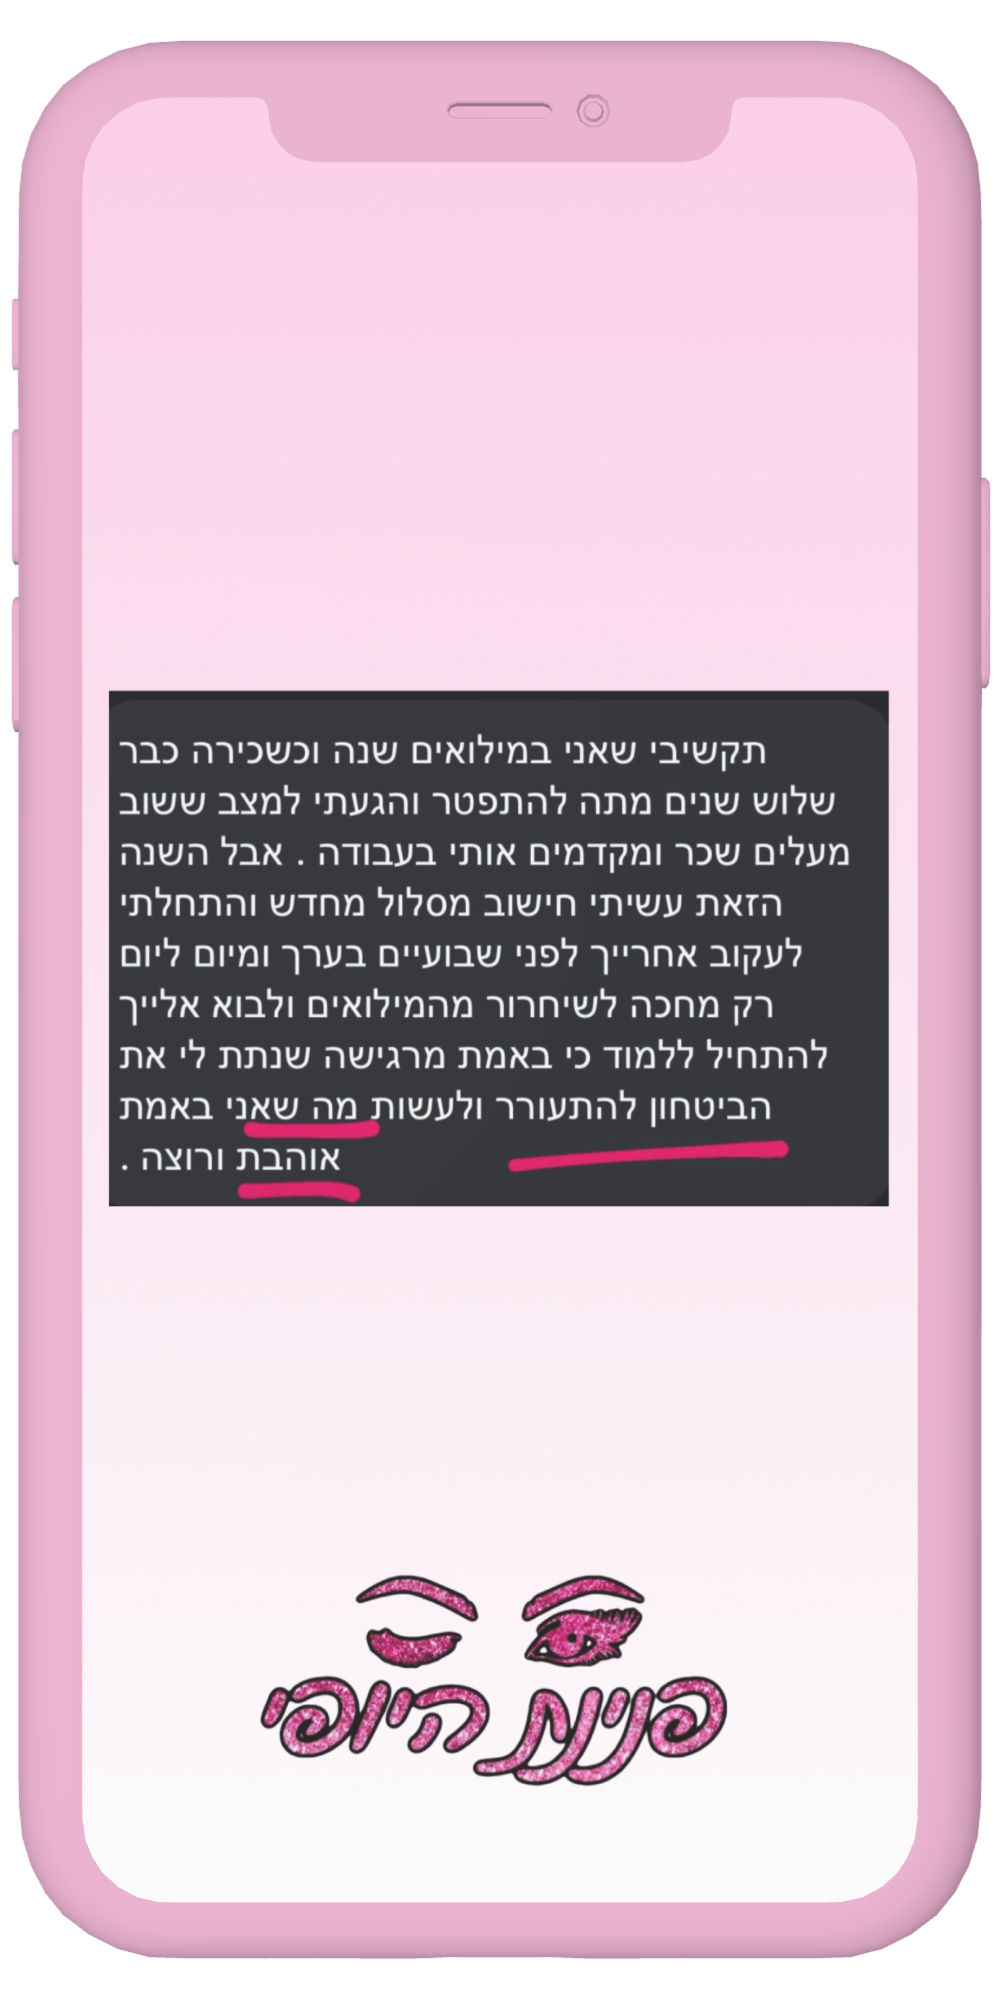 תקשיבי שאני במילואים שנה וכשכירה כבר
שלוש שנים מתה להתפטר והגעתי למצב ששוב
מעלים שכר ומקדמים אותי בעבודה . אבל השנה
הזאת עשיתי חישוב מסלול מחדש והתחלתי
לעקוב אחרייך לפני שבועיים בערך ומיום ליום
רק מחכה לשיחרור מהמילואים ולבוא אלייך
להתחיל ללמוד כי באמת מרגישה שנתת לי את
הביטחון להתעורר ולעשות מה שאני באמת
אוהבת ורוצה .
פנינת היופי